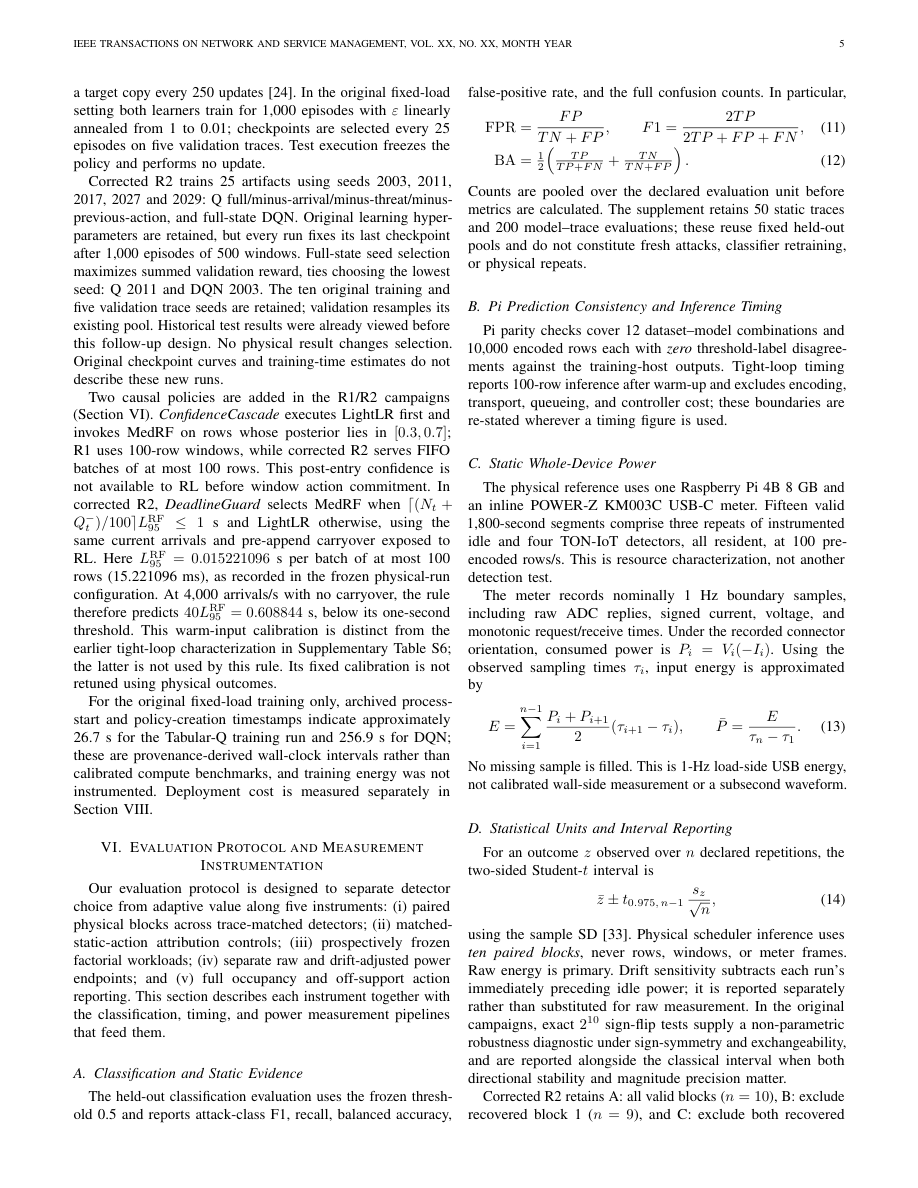 IEEE TRANSACTIONS ON NETWORK AND SERVICE MANAGEMENT, VOL. XX, NO. XX, MONTH YEAR 5
a target copy every 250 updates [24]. In the original fixed-load
setting both learners train for 1,000 episodes with ε linearly
annealed from 1 to 0.01; checkpoints are selected every 25
episodes on five validation traces. Test execution freezes the
policy and performs no update.
Corrected R2 trains 25 artifacts using seeds 2003, 2011,
2017, 2027 and 2029: Q full/minus-arrival/minus-threat/minus-
previous-action, and full-state DQN. Original learning hyper-
parameters are retained, but every run fixes its last checkpoint
after 1,000 episodes of 500 windows. Full-state seed selection
maximizes summed validation reward, ties choosing the lowest
seed: Q 2011 and DQN 2003. The ten original training and
five validation trace seeds are retained; validation resamples its
existing pool. Historical test results were already viewed before
this follow-up design. No physical result changes selection.
Original checkpoint curves and training-time estimates do not
describe these new runs.
Two causal policies are added in the R1/R2 campaigns
(Section VI). ConfidenceCascade executes LightLR first and
invokes MedRF on rows whose posterior lies in [0.3, 0.7];
R1 uses 100-row windows, while corrected R2 serves FIFO
batches of at most 100 rows. This post-entry confidence is
not available to RL before window action commitment. In
corrected R2, DeadlineGuard selects MedRF when ⌈(N_t +
Q_t^−)/100⌉L_95^RF ≤ 1 s and LightLR otherwise, using the
same current arrivals and pre-append carryover exposed to
RL. Here L_95^RF = 0.015221096 s per batch of at most 100
rows (15.221096 ms), as recorded in the frozen physical-run
configuration. At 4,000 arrivals/s with no carryover, the rule
therefore predicts 40L_95^RF = 0.608844 s, below its one-second
threshold. This warm-input calibration is distinct from the
earlier tight-loop characterization in Supplementary Table S6;
the latter is not used by this rule. Its fixed calibration is not
retuned using physical outcomes.
For the original fixed-load training only, archived process-
start and policy-creation timestamps indicate approximately
26.7 s for the Tabular-Q training run and 256.9 s for DQN;
these are provenance-derived wall-clock intervals rather than
calibrated compute benchmarks, and training energy was not
instrumented. Deployment cost is measured separately in
Section VIII.
VI. EVALUATION PROTOCOL AND MEASUREMENT
INSTRUMENTATION
Our evaluation protocol is designed to separate detector
choice from adaptive value along five instruments: (i) paired
physical blocks across trace-matched detectors; (ii) matched-
static-action attribution controls; (iii) prospectively frozen
factorial workloads; (iv) separate raw and drift-adjusted power
endpoints; and (v) full occupancy and off-support action
reporting. This section describes each instrument together with
the classification, timing, and power measurement pipelines
that feed them.
A. Classification and Static Evidence
The held-out classification evaluation uses the frozen thresh-
old 0.5 and reports attack-class F1, recall, balanced accuracy,
false-positive rate, and the full confusion counts. In particular,
FPR = FP / (TN + FP), F1 = 2TP / (2TP + FP + FN), (11)
BA = 1/2 (TP/(TP+FN) + TN/(TN+FP)). (12)
Counts are pooled over the declared evaluation unit before
metrics are calculated. The supplement retains 50 static traces
and 200 model–trace evaluations; these reuse fixed held-out
pools and do not constitute fresh attacks, classifier retraining,
or physical repeats.
B. Pi Prediction Consistency and Inference Timing
Pi parity checks cover 12 dataset–model combinations and
10,000 encoded rows each with zero threshold-label disagree-
ments against the training-host outputs. Tight-loop timing
reports 100-row inference after warm-up and excludes encoding,
transport, queueing, and controller cost; these boundaries are
re-stated wherever a timing figure is used.
C. Static Whole-Device Power
The physical reference uses one Raspberry Pi 4B 8 GB and
an inline POWER-Z KM003C USB-C meter. Fifteen valid
1,800-second segments comprise three repeats of instrumented
idle and four TON-IoT detectors, all resident, at 100 pre-
encoded rows/s. This is resource characterization, not another
detection test.
The meter records nominally 1 Hz boundary samples,
including raw ADC replies, signed current, voltage, and
monotonic request/receive times. Under the recorded connector
orientation, consumed power is P_i = V_i(−I_i). Using the
observed sampling times τ_i, input energy is approximated
by
E = ∑_{i=1}^{n−1} (P_i + P_{i+1})/2 (τ_{i+1} − τ_i), P̄ = E / (τ_n − τ_1). (13)
No missing sample is filled. This is 1-Hz load-side USB energy,
not calibrated wall-side measurement or a subsecond waveform.
D. Statistical Units and Interval Reporting
For an outcome z observed over n declared repetitions, the
two-sided Student-t interval is
z̄ ± t_{0.975, n−1} s_z/√n, (14)
using the sample SD [33]. Physical scheduler inference uses
ten paired blocks, never rows, windows, or meter frames.
Raw energy is primary. Drift sensitivity subtracts each run's
immediately preceding idle power; it is reported separately
rather than substituted for raw measurement. In the original
campaigns, exact 2^10 sign-flip tests supply a non-parametric
robustness diagnostic under sign-symmetry and exchangeability,
and are reported alongside the classical interval when both
directional stability and magnitude precision matter.
Corrected R2 retains A: all valid blocks (n = 10), B: exclude
recovered block 1 (n = 9), and C: exclude both recovered